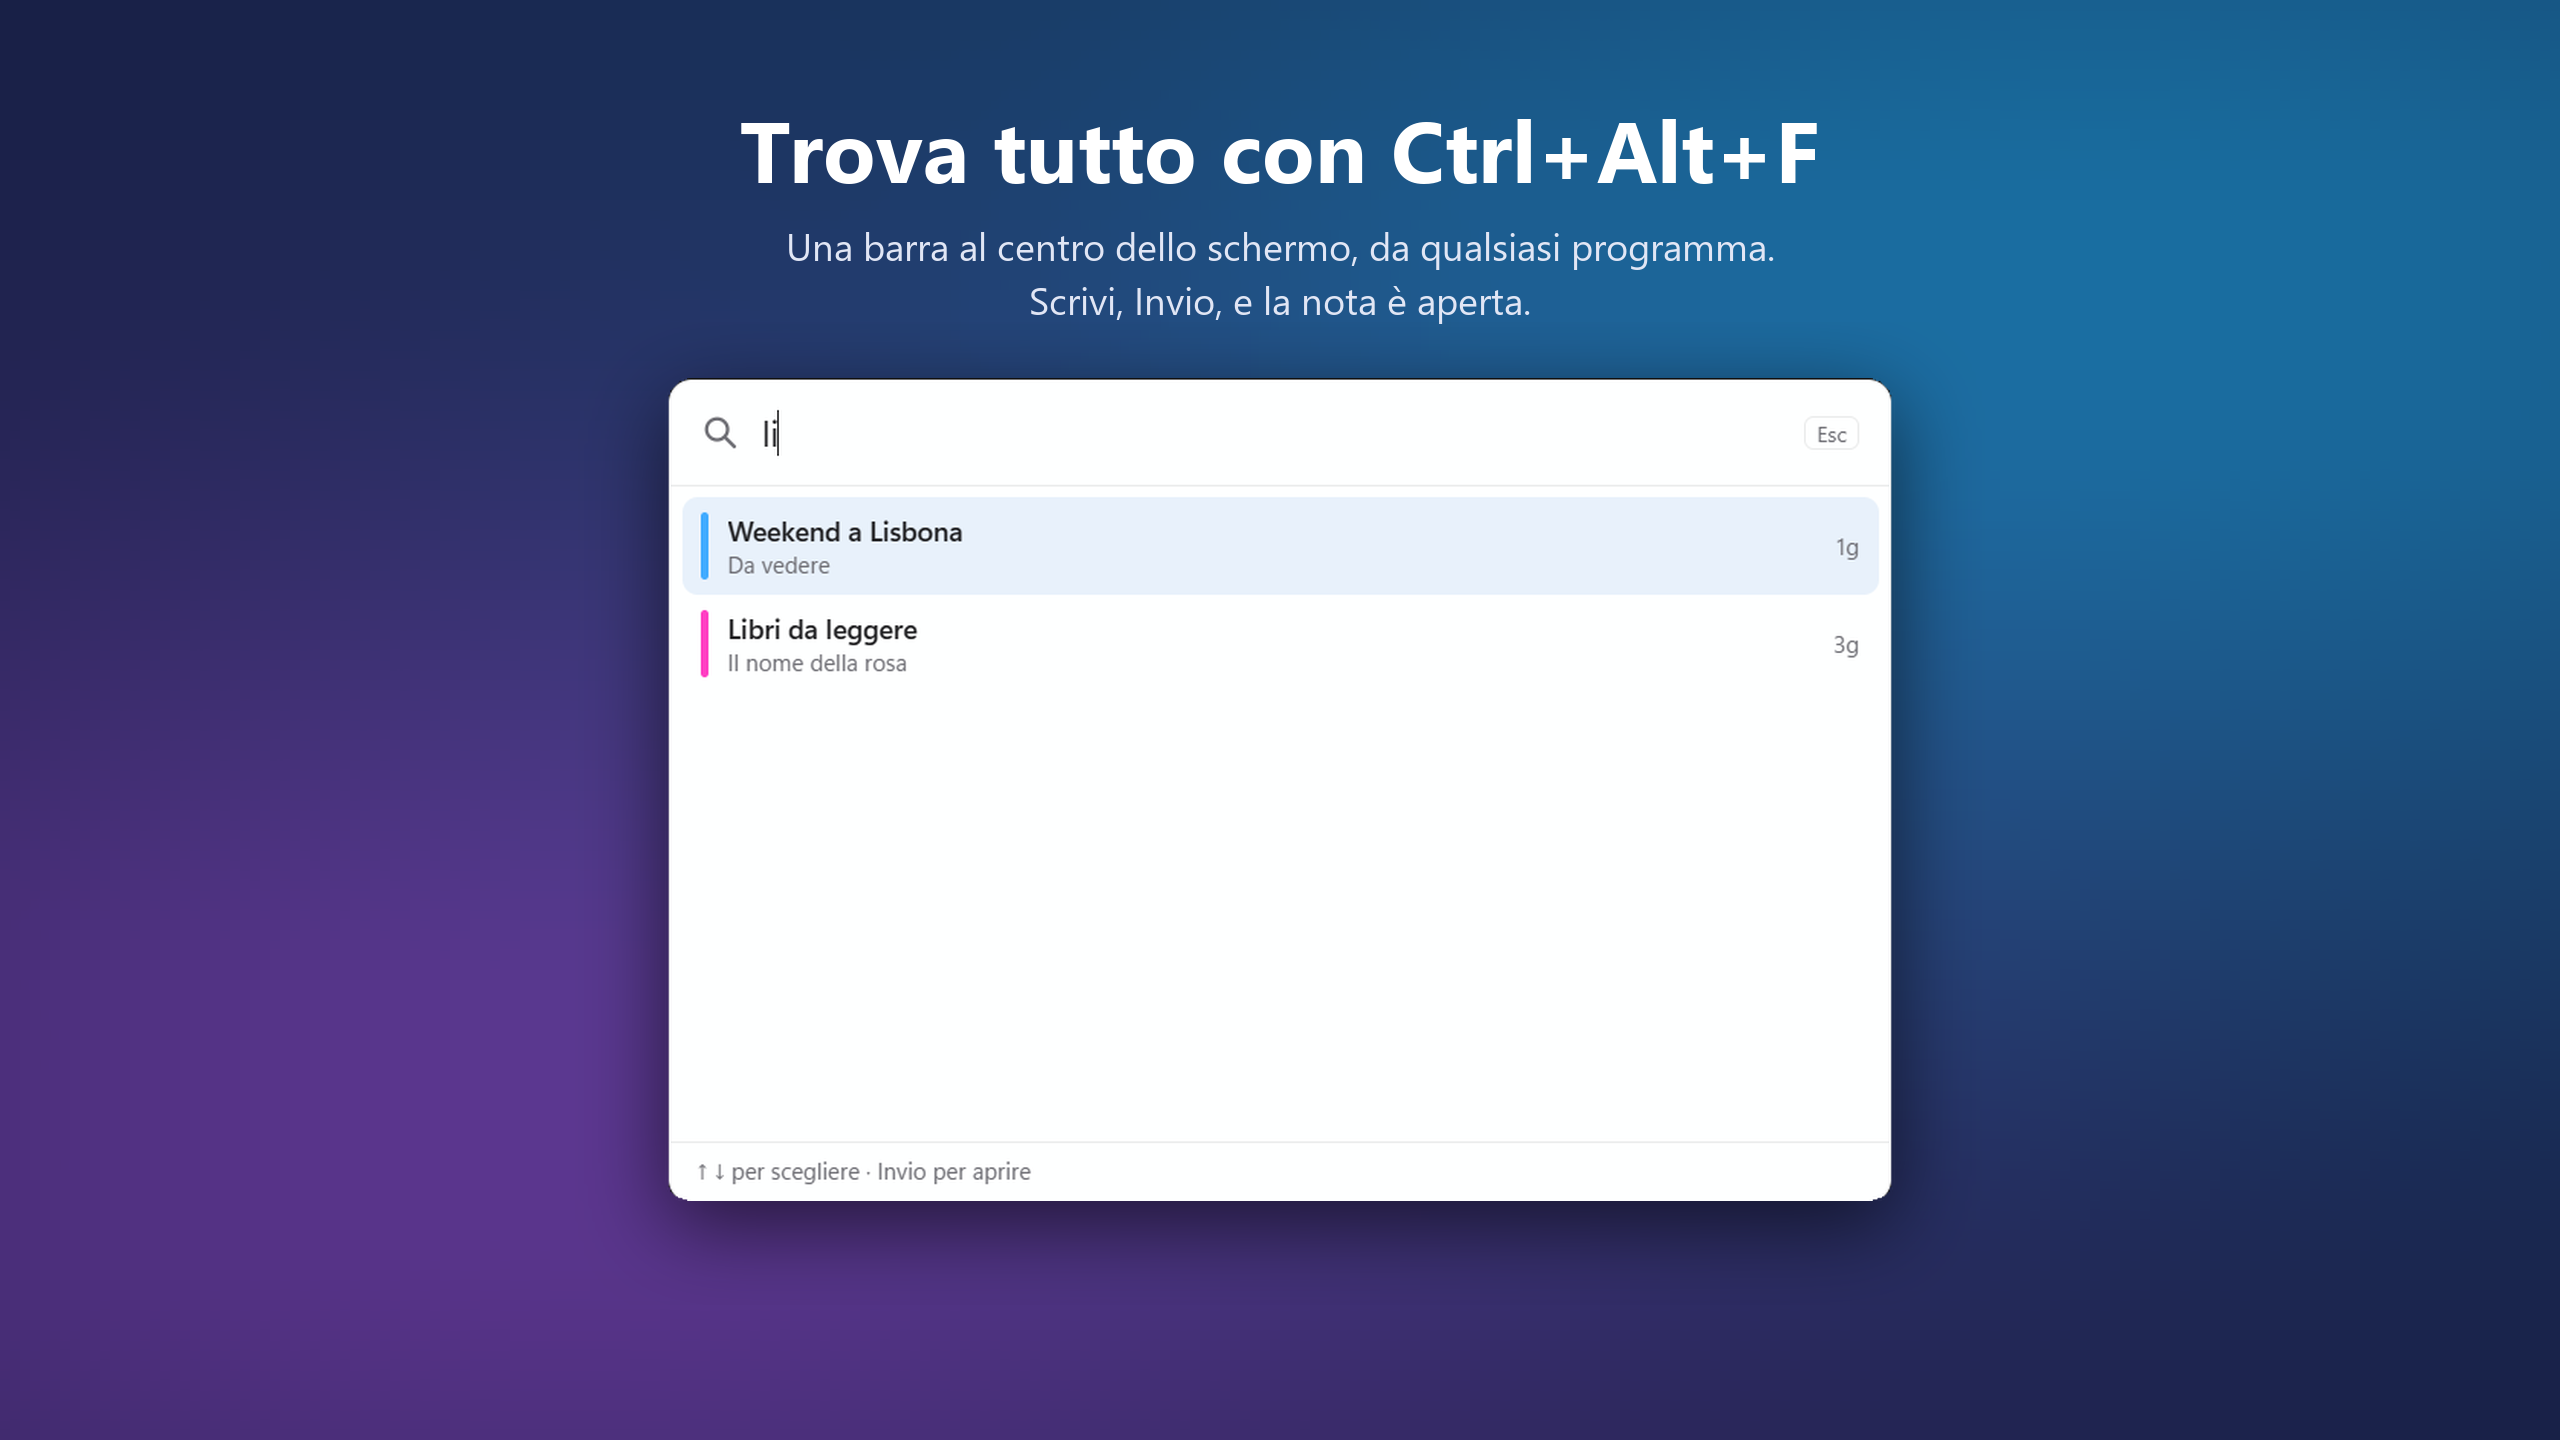 Trova tutto con Ctrl+Alt+F
Una barra al centro dello schermo, da qualsiasi programma.
Scrivi, Invio, e la nota è aperta.
li
Esc
Weekend a Lisbona
Da vedere
1g
Libri da leggere
Il nome della rosa
3g
↑ ↓ per scegliere · Invio per aprire